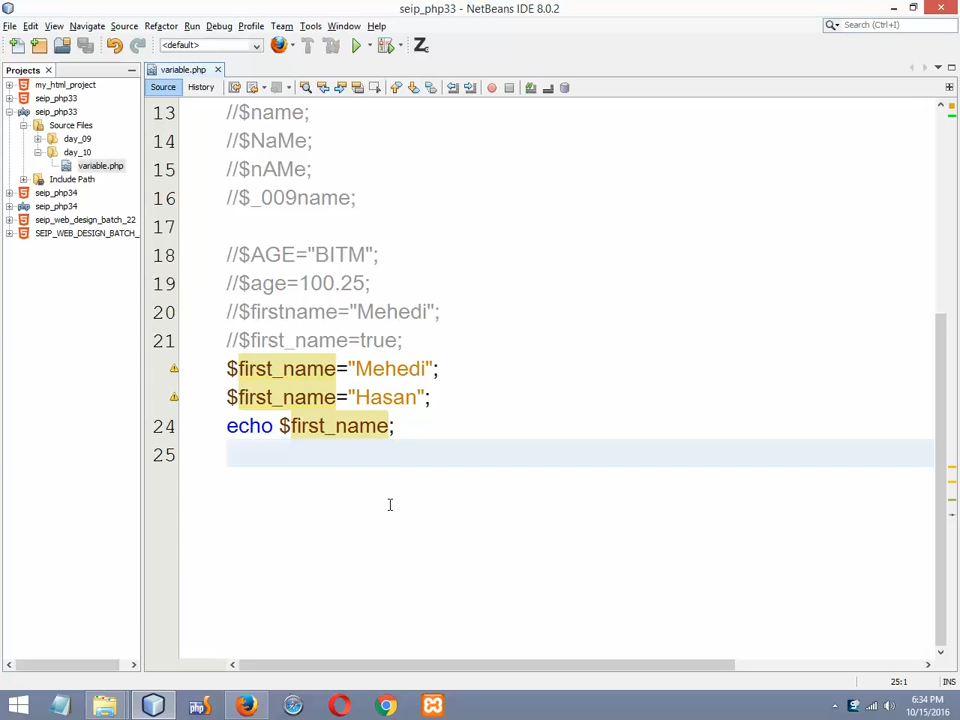 seip_php33 - NetBeans IDE 8.0.2
File Edit View Navigate Source Refactor Run Debug Profile Team Tools Window Help
Search (Ctrl+I)
<default>
Projects
my_html_project
seip_php33
seip_php33
Source Files
day_09
day_10
variable.php
Include Path
seip_php34
seip_php34
seip_web_design_batch_22
SEIP_WEB_DESIGN_BATCH_
variable.php
Source History
13 //$name;
14 //$NaMe;
15 //$nAMe;
16 //$_009name;
17
18 //$AGE="BITM";
19 //$age=100.25;
20 //$firstname="Mehedi";
21 //$first_name=true;
$first_name="Mehedi";
$first_name="Hasan";
24 echo $first_name;
25
25:1 INS
6:34 PM
10/15/2016